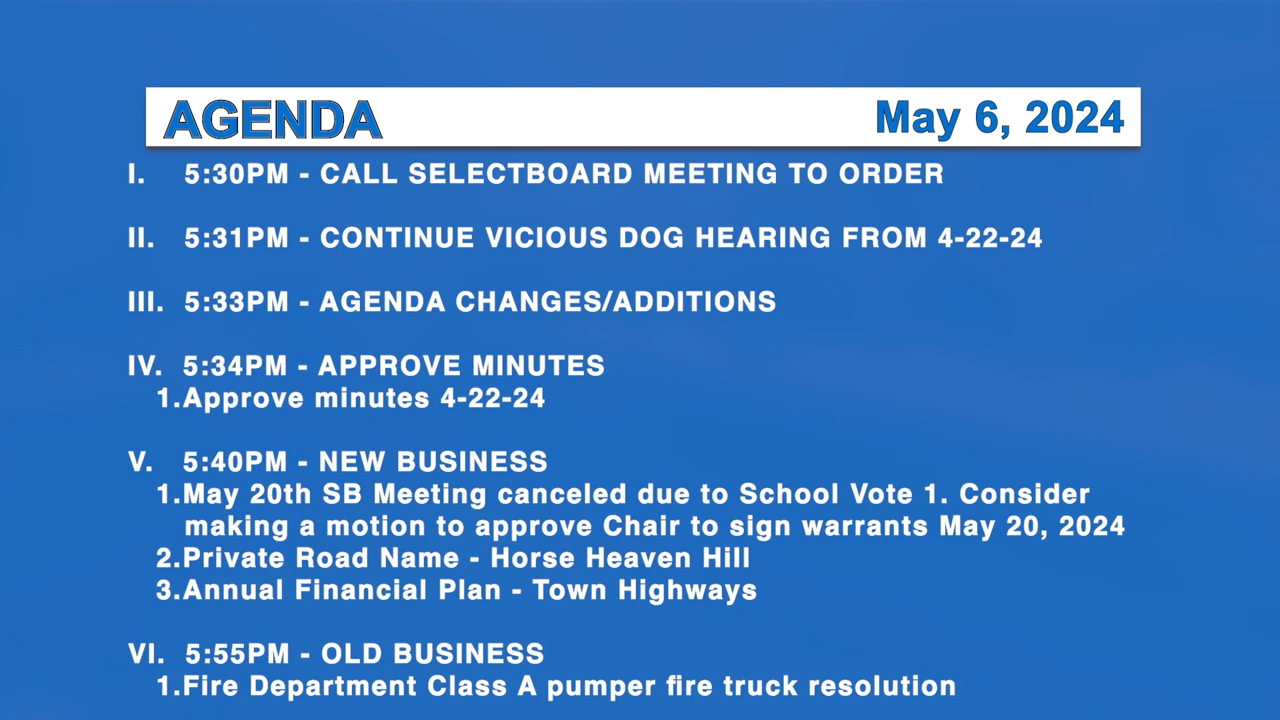 AGENDA May 6, 2024
I. 5:30PM - CALL SELECTBOARD MEETING TO ORDER
II. 5:31PM - CONTINUE VICIOUS DOG HEARING FROM 4-22-24
III. 5:33PM - AGENDA CHANGES/ADDITIONS
IV. 5:34PM - APPROVE MINUTES
1.Approve minutes 4-22-24
V. 5:40PM - NEW BUSINESS
1.May 20th SB Meeting canceled due to School Vote 1. Consider
making a motion to approve Chair to sign warrants May 20, 2024
2.Private Road Name - Horse Heaven Hill
3.Annual Financial Plan - Town Highways
VI. 5:55PM - OLD BUSINESS
1.Fire Department Class A pumper fire truck resolution